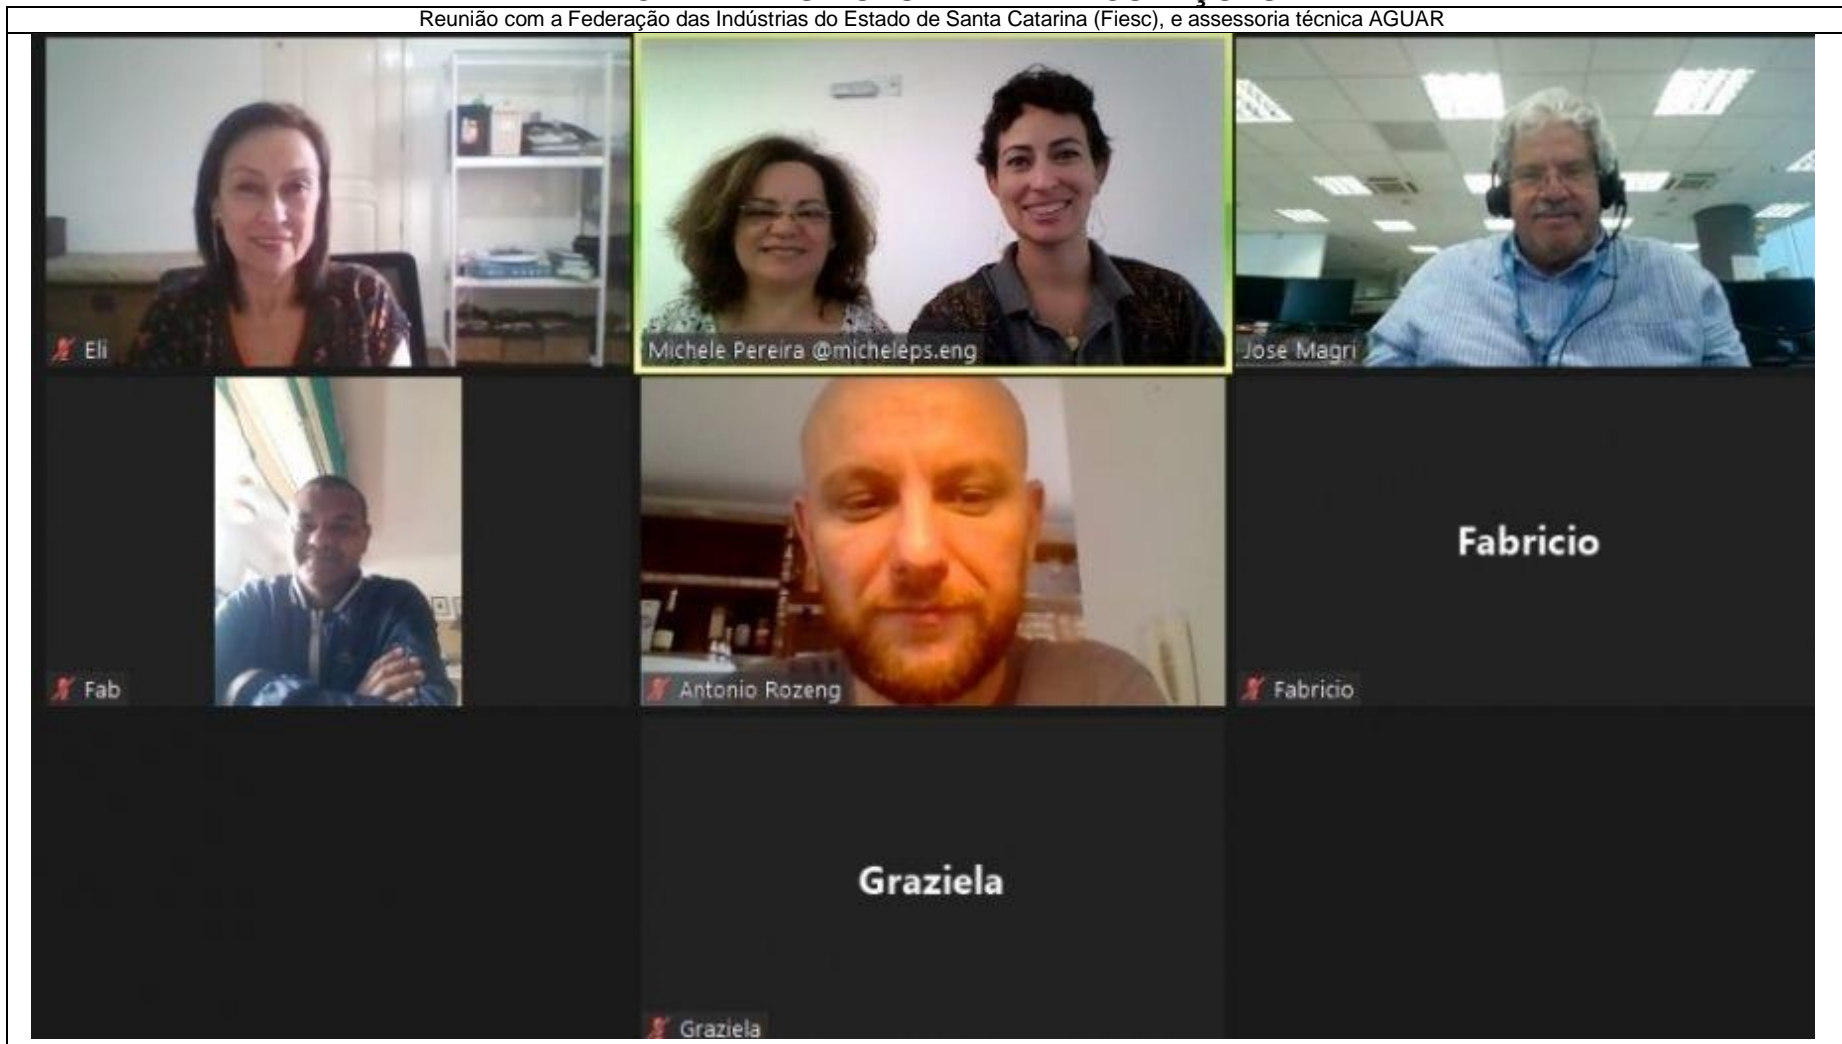 Reunião com a Federação das Indústrias do Estado de Santa Catarina (Fiesc), e assessoria técnica AGUAR
Eli
Michele Pereira @micheleps.eng
Jose Magri
Fab
Antonio Rozeng
Fabricio
Fabricio
Graziela
Graziela